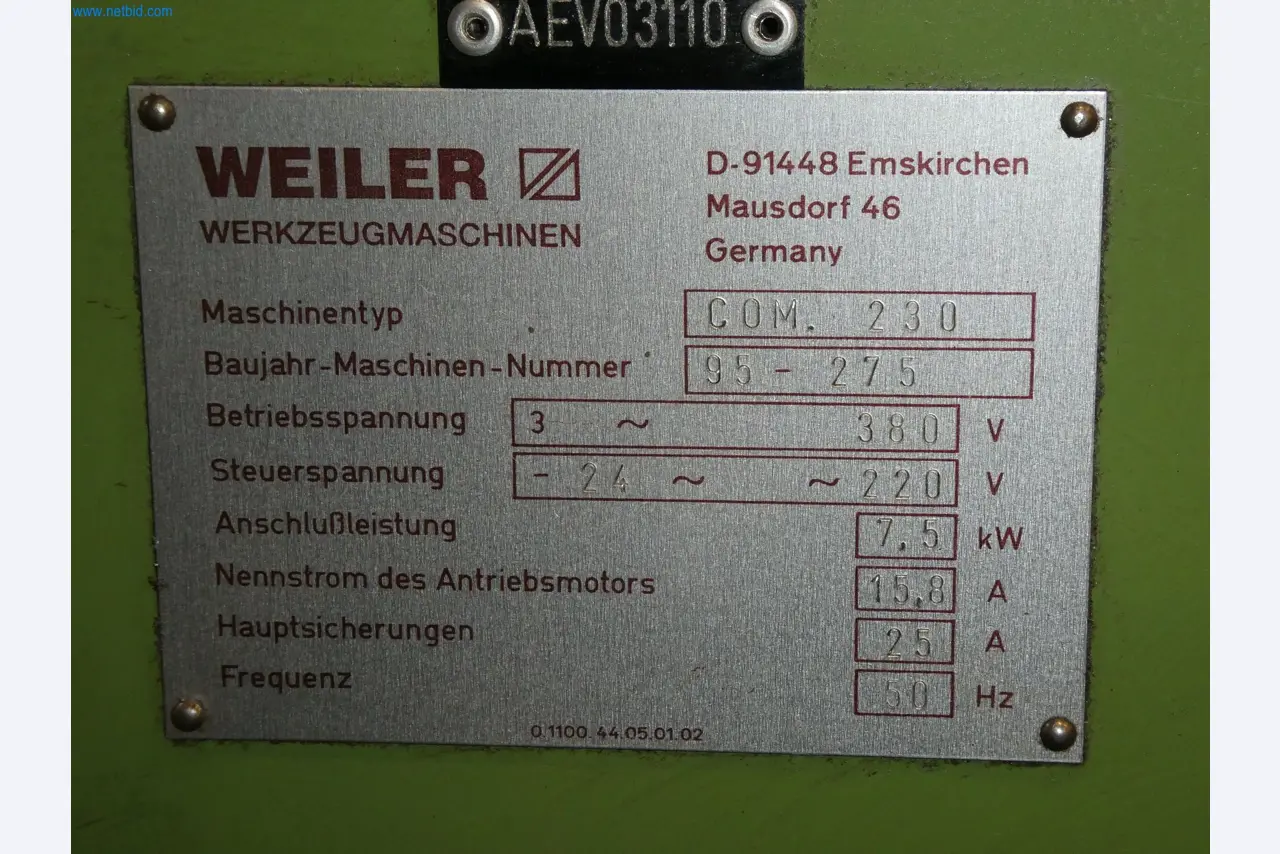 www.netbid.com
AEV03110
WEILER
WERKZEUGMASCHINEN
D-91448 Emskirchen
Mausdorf 46
Germany
Maschinentyp COM. 230
Baujahr-Maschinen-Nummer 95 - 275
Betriebsspannung 3 ~ 380 V
Steuerspannung - 24 ~ ~ 220 V
Anschlußleistung 7,5 kW
Nennstrom des Antriebsmotors 15,8 A
Hauptsicherungen 25 A
Frequenz 50 Hz
0.1100.44.05.01.02